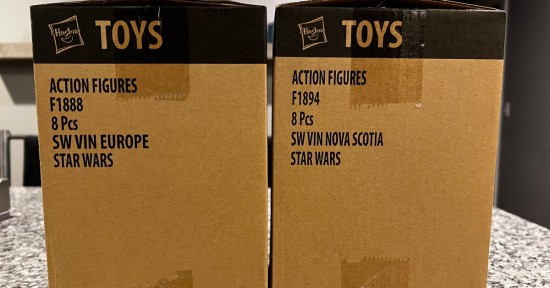 Hasbro TOYS
ACTION FIGURES
F1888
8 Pcs
SW VIN EUROPE
STAR WARS
Hasbro TOYS
ACTION FIGURES
F1894
8 Pcs
SW VIN NOVA SCOTIA
STAR WARS